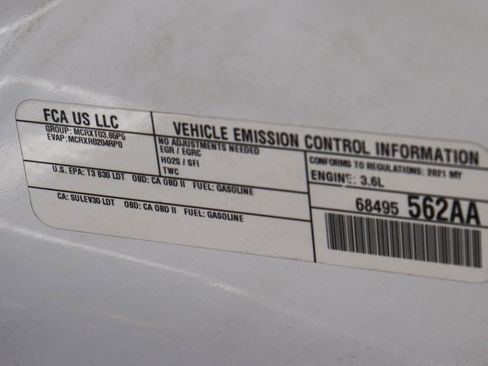 FCA US LLC
GROUP: MCRXT03.65PG
EVAP: MCRXR0204RP0
VEHICLE EMISSION CONTROL INFORMATION
NO ADJUSTMENTS NEEDED
EGR / EGRC
HO2S / SFI
TWC
CONFORMS TO REGULATIONS: 2021 MY
ENGINE: 3.6L
U.S. EPA: T3 B30 LDT OBD: CA OBD II FUEL: GASOLINE
CA: SULEV30 LDT OBD: CA OBD II FUEL: GASOLINE
68495 562AA